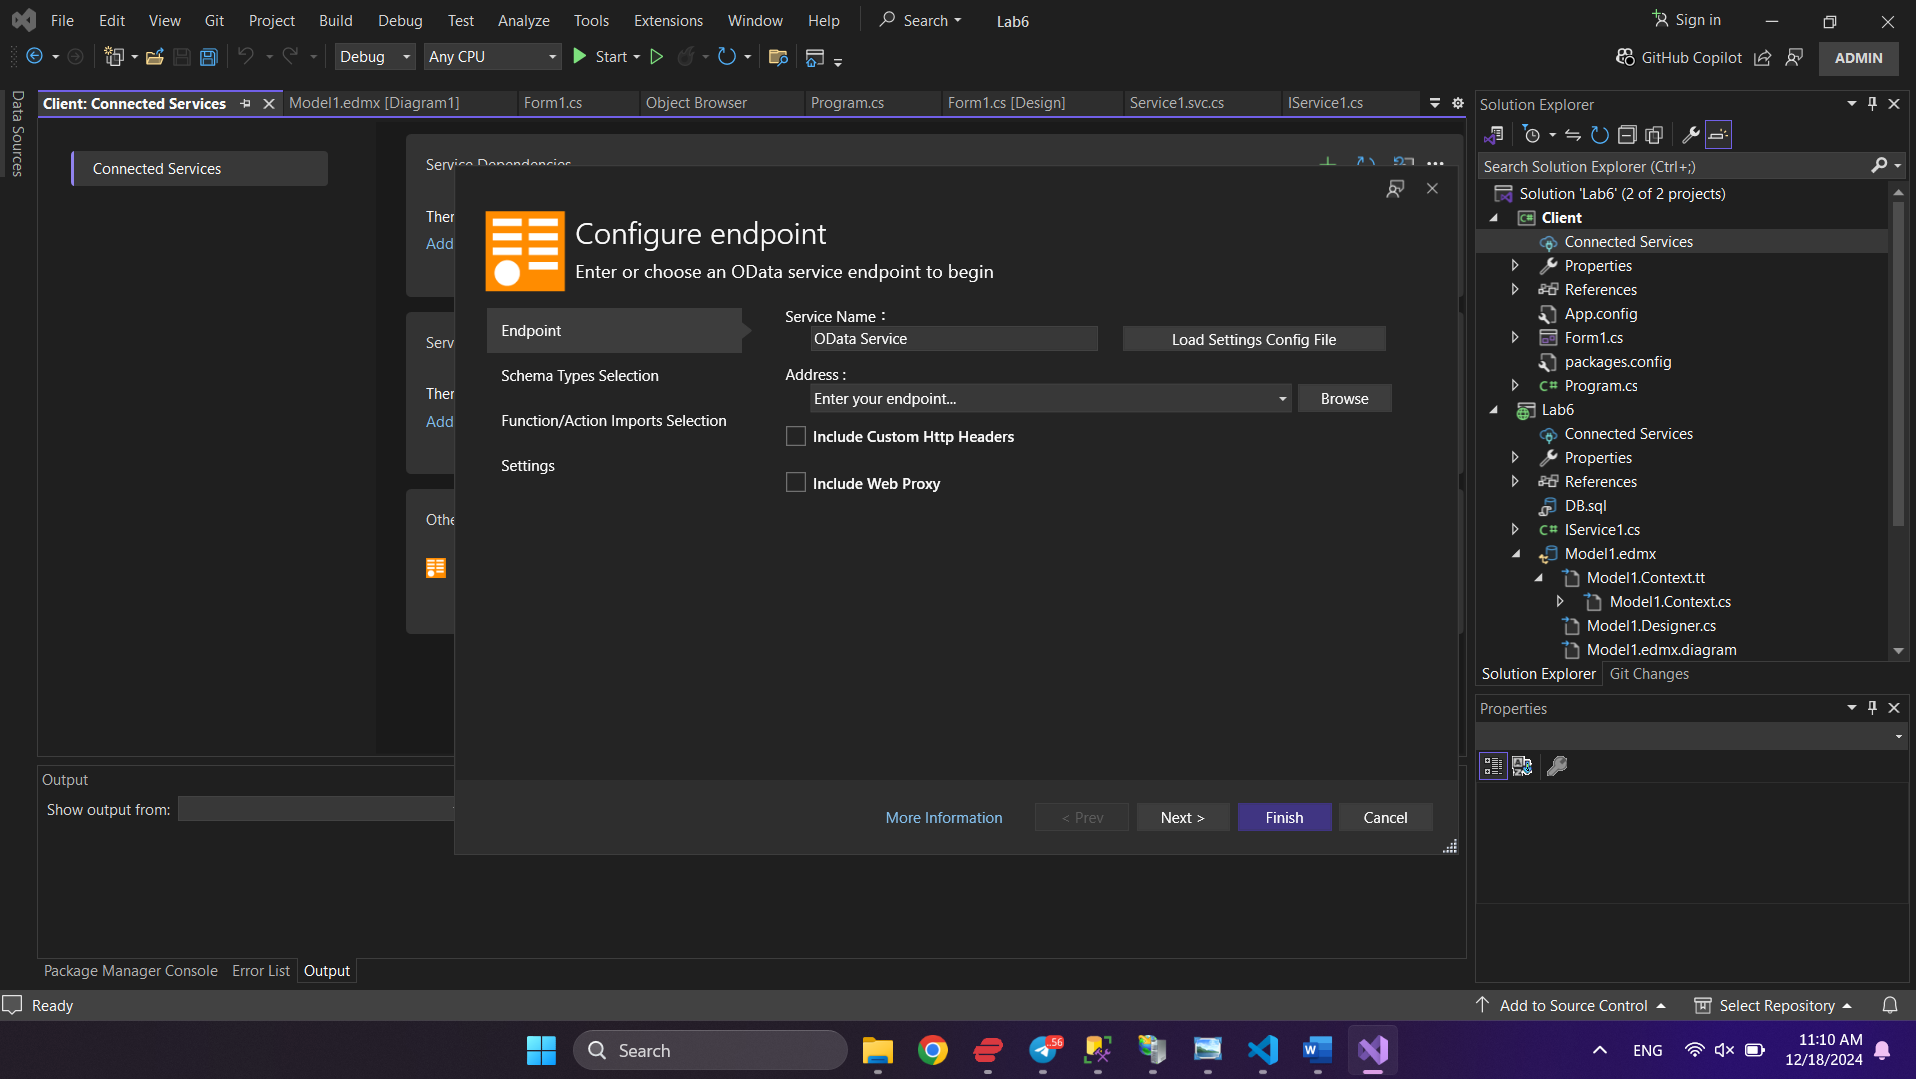 File Edit View Git Project Build Debug Test Analyze Tools Extensions Window Help Search Lab6 Sign in
Debug Any CPU Start GitHub Copilot ADMIN
Data Sources
Client: Connected Services Model1.edmx [Diagram1] Form1.cs Object Browser Program.cs Form1.cs [Design] Service1.svc.cs IService1.cs
Connected Services
Service Dependencies
Ther
Add
Serv
Ther
Add
Othe
Configure endpoint
Enter or choose an OData service endpoint to begin
Endpoint
Schema Types Selection
Function/Action Imports Selection
Settings
Service Name :
OData Service Load Settings Config File
Address :
Enter your endpoint... Browse
Include Custom Http Headers
Include Web Proxy
More Information < Prev Next > Finish Cancel
Output
Show output from:
Package Manager Console Error List Output
Solution Explorer
Search Solution Explorer (Ctrl+;)
Solution 'Lab6' (2 of 2 projects)
Client
Connected Services
Properties
References
App.config
Form1.cs
packages.config
C# Program.cs
Lab6
Connected Services
Properties
References
DB.sql
C# IService1.cs
Model1.edmx
Model1.Context.tt
Model1.Context.cs
Model1.Designer.cs
Model1.edmx.diagram
Solution Explorer Git Changes
Properties
Ready Add to Source Control Select Repository
Search .56 ENG 11:10 AM
12/18/2024